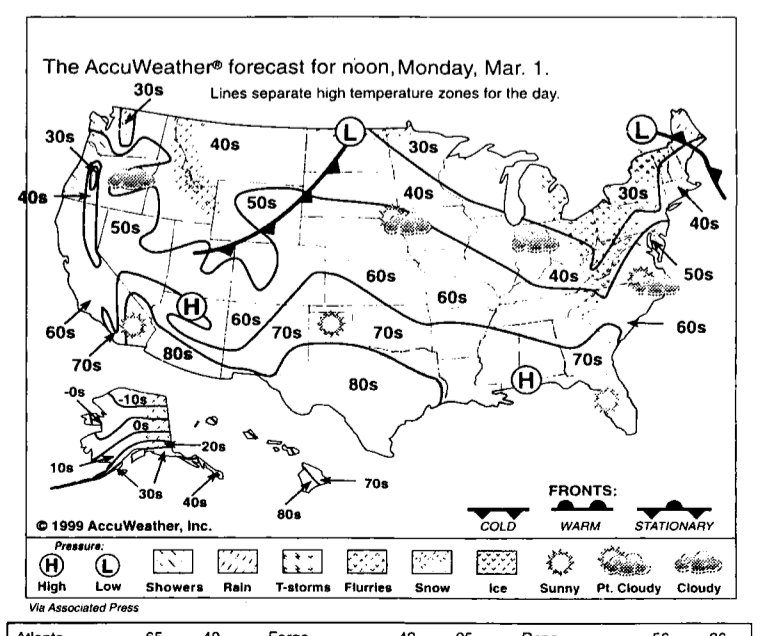 The AccuWeather® forecast for noon, Monday, Mar. 1.
30s
Lines separate high temperature zones for the day.
L
L
30s
40s
30s
40s
50s
40s
30s
40s
50s
40s
50s
60s
40s
H
60s
60s
70s
70s
60s
60s
70s
80s
70s
80s
H
-0s
-10s
0s
20s
10s
30s
40s
70s
80s
FRONTS:
© 1999 AccuWeather, Inc.
COLD WARM STATIONARY
Pressure:
H L
High Low Showers Rain T-storms Flurries Snow Ice Sunny Pt. Cloudy Cloudy
Via Associated Press